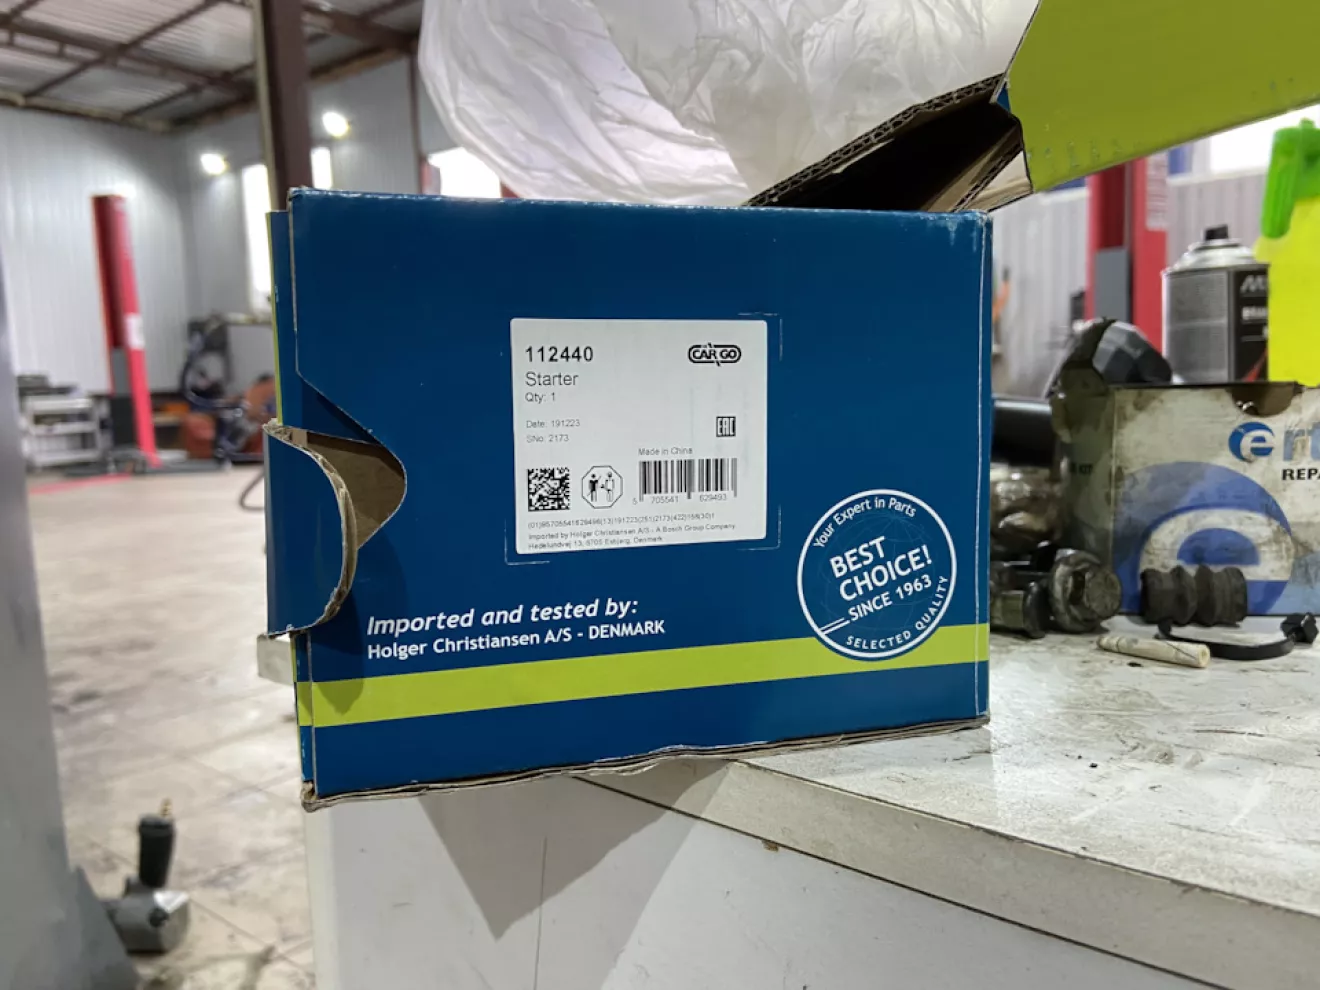 112440
CARGO
Starter
Qty: 1
Date: 191223
SNo: 2173
EAC
Made in China
5 705541 629493
Imported by Holger Christiansen A/S - A Bosch Group Company
Hedelundvej 13, 6705 Esbjerg, Denmark
Your Expert in Parts
BEST
CHOICE!
SINCE 1963
SELECTED QUALITY
Imported and tested by:
Holger Christiansen A/S - DENMARK
ert
REPA
KIT